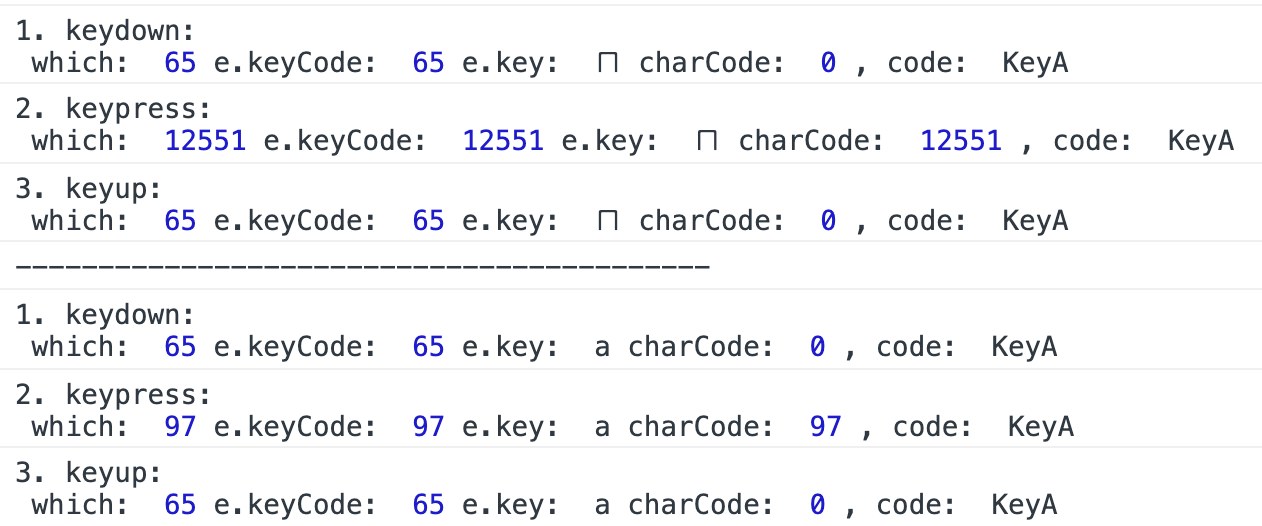 1. keydown:
which: 65 e.keyCode: 65 e.key: ㄇ charCode: 0 , code: KeyA
2. keypress:
which: 12551 e.keyCode: 12551 e.key: ㄇ charCode: 12551 , code: KeyA
3. keyup:
which: 65 e.keyCode: 65 e.key: ㄇ charCode: 0 , code: KeyA
------------------------------------------
1. keydown:
which: 65 e.keyCode: 65 e.key: a charCode: 0 , code: KeyA
2. keypress:
which: 97 e.keyCode: 97 e.key: a charCode: 97 , code: KeyA
3. keyup:
which: 65 e.keyCode: 65 e.key: a charCode: 0 , code: KeyA